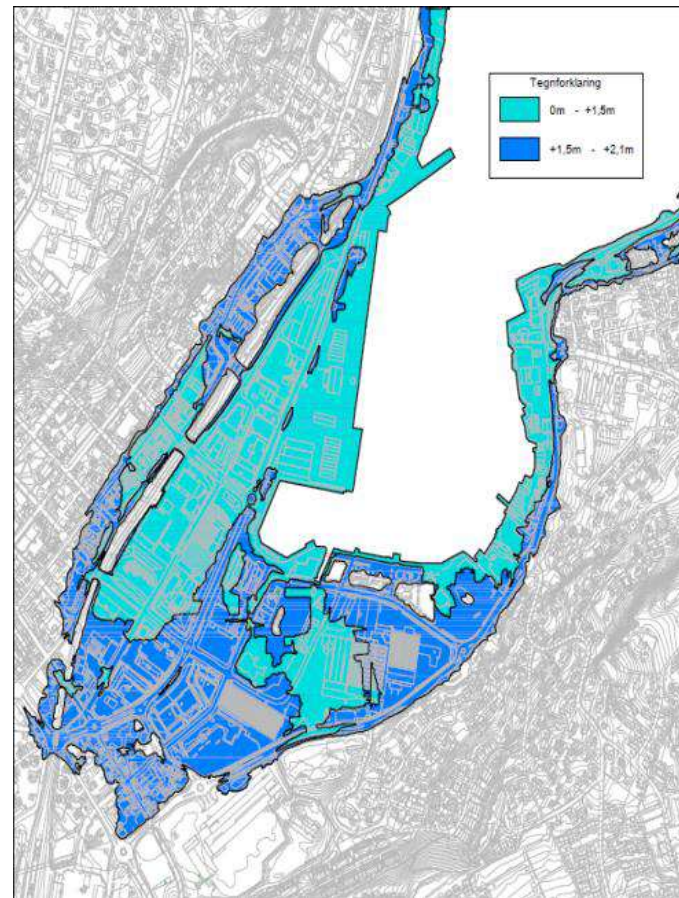 Tegnforklaring
0m - +1,5m
+1,5m - +2,1m